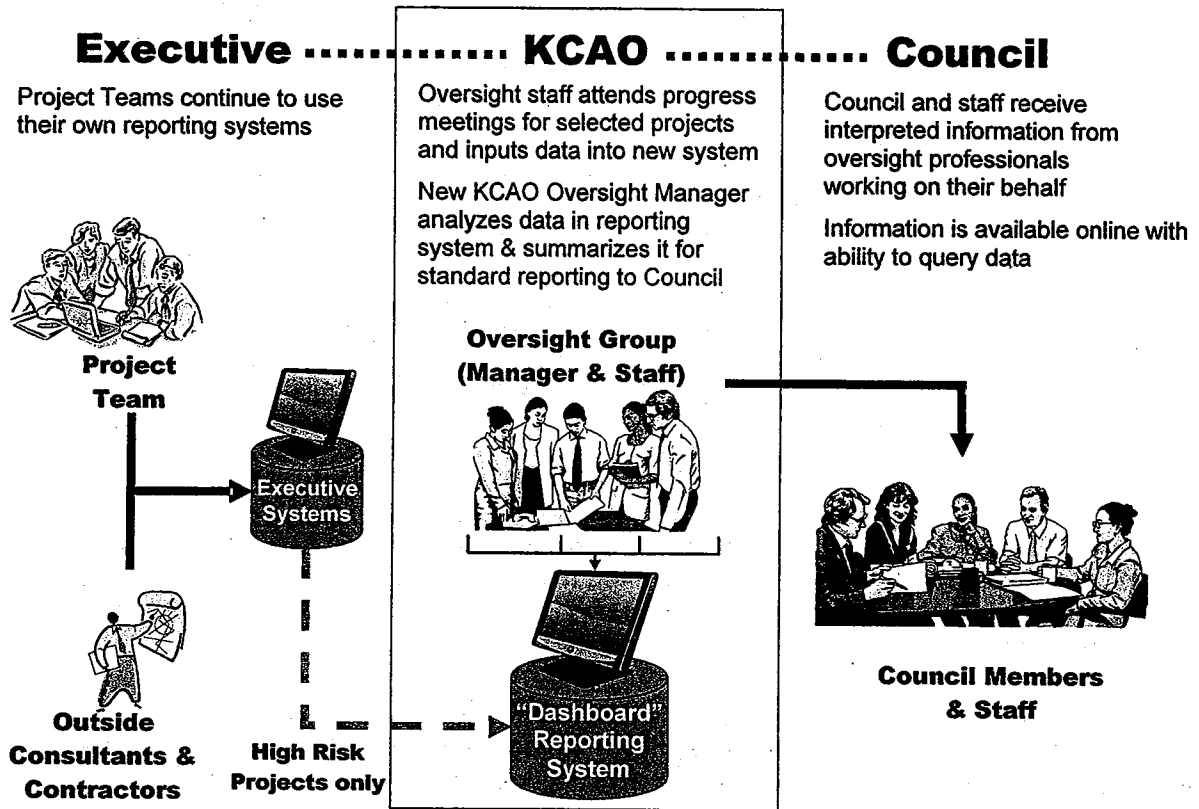 Executive
KCAO
Council
Project Teams continue to use
their own reporting systems
Oversight staff attends progress
meetings for selected projects
and inputs data into new system
New KCAO Oversight Manager
analyzes data in reporting
system & summarizes it for
standard reporting to Council
Council and staff receive
interpreted information from
oversight professionals
working on their behalf
Information is available online with
ability to query data
Project
Team
Executive
Systems
Outside
Consultants &
Contractors
High Risk
Projects only
Oversight Group
(Manager & Staff)
"Dashboard"
Reporting
System
Council Members
& Staff